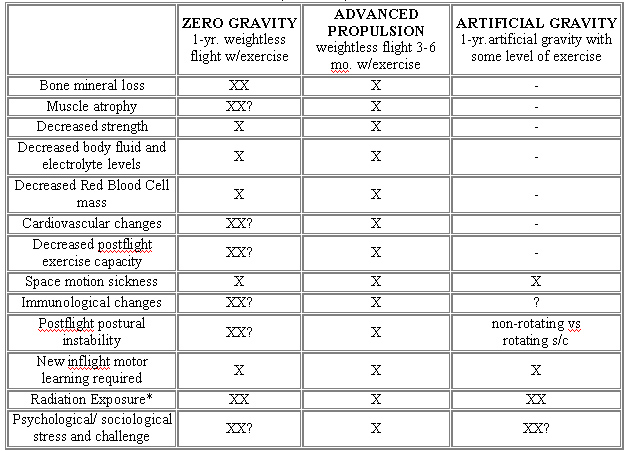 ZERO GRAVITY
1-yr. weightless
flight w/exercise
ADVANCED
PROPULSION
weightless flight 3-6
mo. w/exercise
ARTIFICIAL GRAVITY
1-yr.artificial gravity with
some level of exercise
Bone mineral loss XX X -
Muscle atrophy XX? X -
Decreased strength X X -
Decreased body fluid and
electrolyte levels X X -
Decreased Red Blood Cell
mass X X -
Cardiovascular changes XX? X -
Decreased postflight
exercise capacity XX? X -
Space motion sickness X X X
Immunological changes XX? X ?
Postflight postural
instability XX? X non-rotating vs
rotating s/c
New inflight motor
learning required X X X
Radiation Exposure* XX X XX
Psychological/ sociological
stress and challenge XX? X XX?